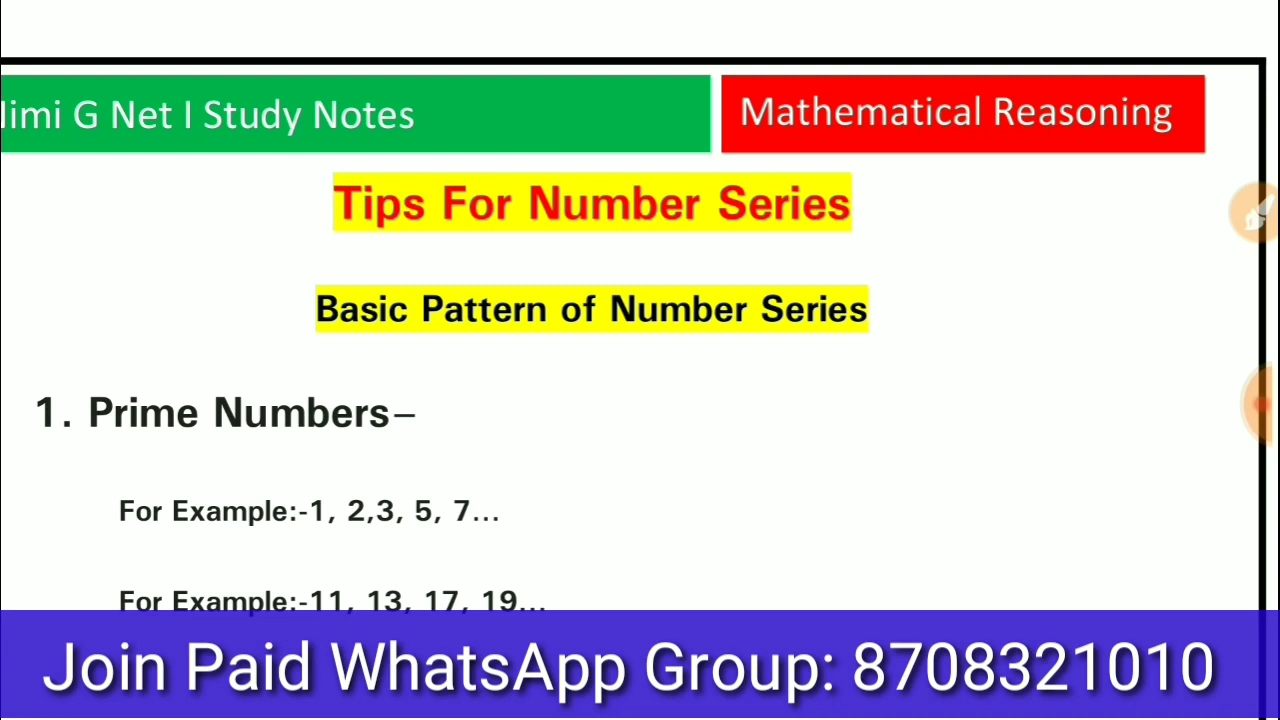 imi G Net I Study Notes
Mathematical Reasoning
Tips For Number Series
Basic Pattern of Number Series
1. Prime Numbers–
For Example:-1, 2,3, 5, 7...
For Example:-11, 13, 17, 19...
Join Paid WhatsApp Group: 8708321010